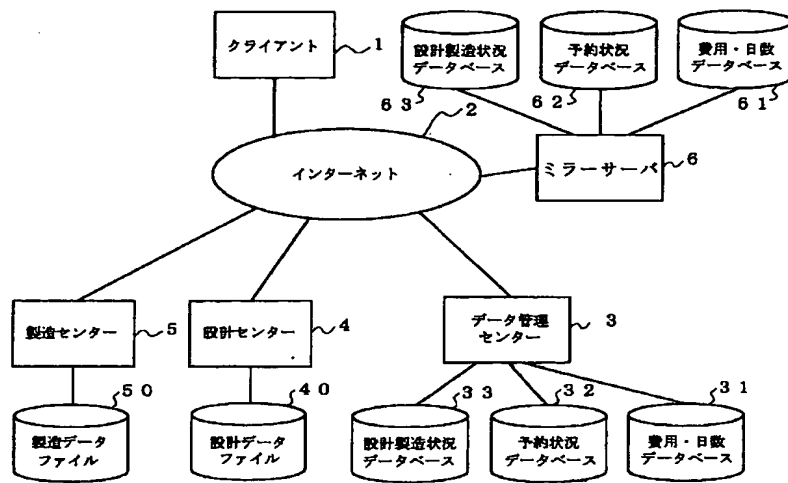 クライアント
1
設計製造状況
データベース
予約状況
データベース
費用・日数
データベース
63
62
61
2
インターネット
ミラーサーバ
6
製造センター
5
設計センター
4
データ管理
センター
3
50
40
33
32
31
製造データ
ファイル
設計データ
ファイル
設計製造状況
データベース
予約状況
データベース
費用・日数
データベース